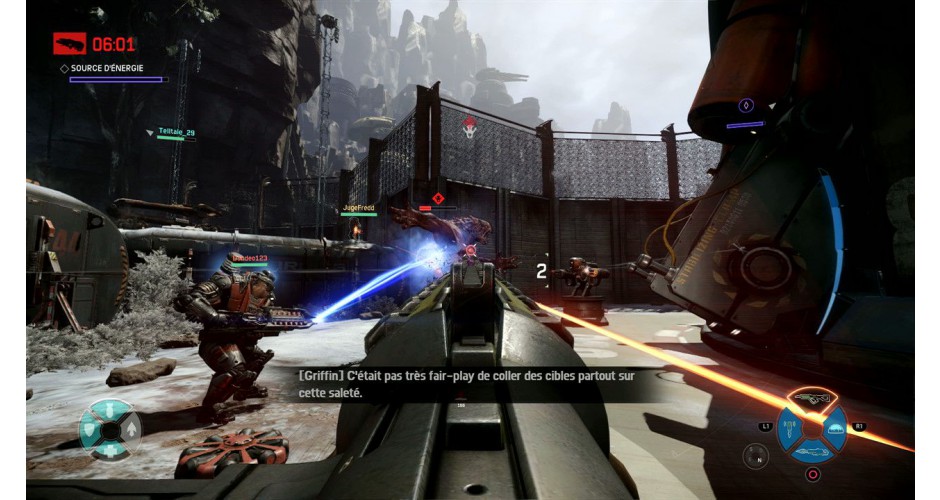 06:01
SOURCE D'ÉNERGIE
Telltale_29
JugeFredd
2
[Griffin] C'était pas très fair-play de coller des cibles partout sur
cette saleté.
100
L1
R1
N